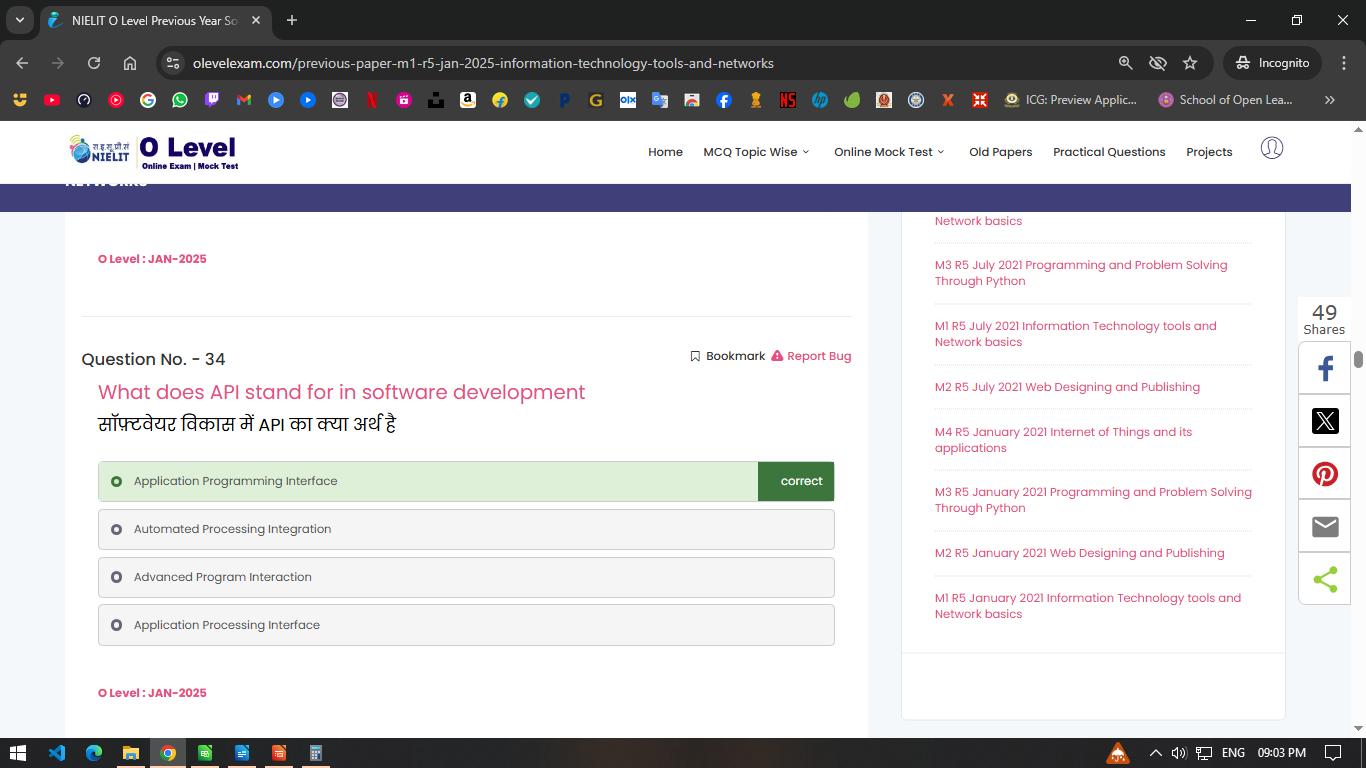 NIELIT O Level Previous Year So
olevelexam.com/previous-paper-m1-r5-jan-2025-information-technology-tools-and-networks
Incognito
ICG: Preview Applic...
School of Open Lea...
NIELIT
O Level
Online Exam | Mock Test
Home
MCQ Topic Wise
Online Mock Test
Old Papers
Practical Questions
Projects
NETWORKS
O Level : JAN-2025
Question No. - 34
Bookmark
Report Bug
What does API stand for in software development
सॉफ़्टवेयर विकास में API का क्या अर्थ है
Application Programming Interface
correct
Automated Processing Integration
Advanced Program Interaction
Application Processing Interface
O Level : JAN-2025
Network basics
M3 R5 July 2021 Programming and Problem Solving
Through Python
M1 R5 July 2021 Information Technology tools and
Network basics
M2 R5 July 2021 Web Designing and Publishing
M4 R5 January 2021 Internet of Things and its
applications
M3 R5 January 2021 Programming and Problem Solving
Through Python
M2 R5 January 2021 Web Designing and Publishing
M1 R5 January 2021 Information Technology tools and
Network basics
49
Shares
ENG
09:03 PM